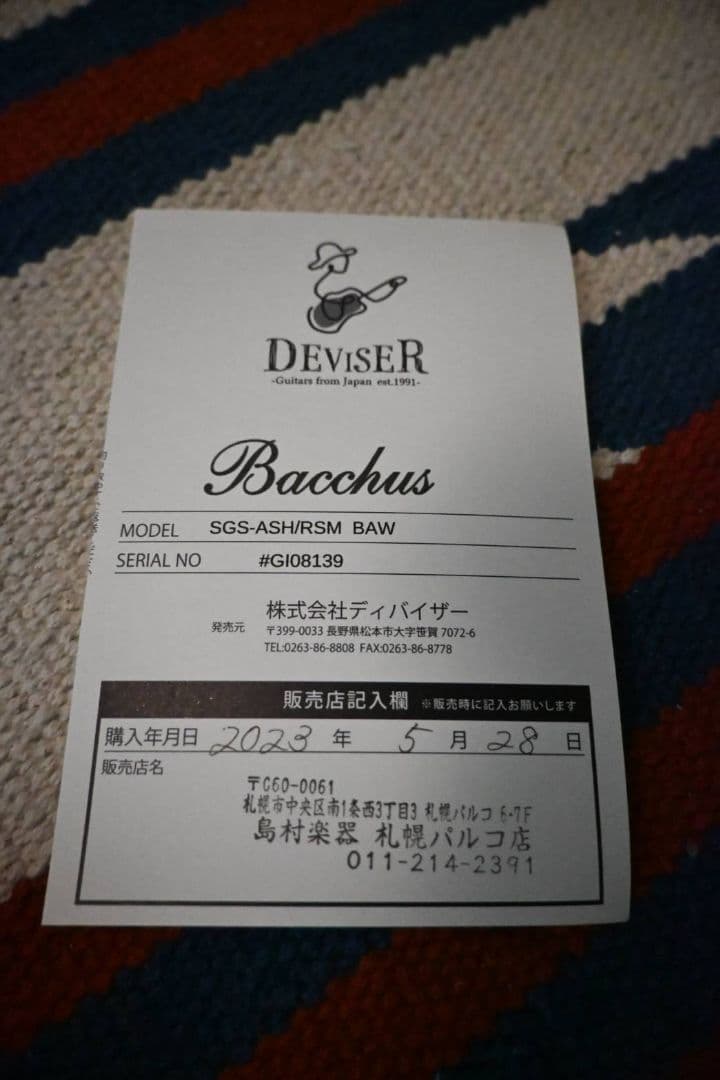 DEVISER
-Guitars from Japan est.1991-
Bacchus
MODEL SGS-ASH/RSM BAW
SERIAL NO #GI08139
発売元 株式会社ディバイザー
〒399-0033 長野県松本市大字笹賀 7072-6
TEL:0263-86-8808 FAX:0263-86-8778
販売店記入欄 ※販売時に記入お願いします
購入年月日 2023 年 5 月 28 日
販売店名
〒060-0061
札幌市中央区南1条西3丁目3 札幌パルコ 6・7F
島村楽器 札幌パルコ店
011-214-2391